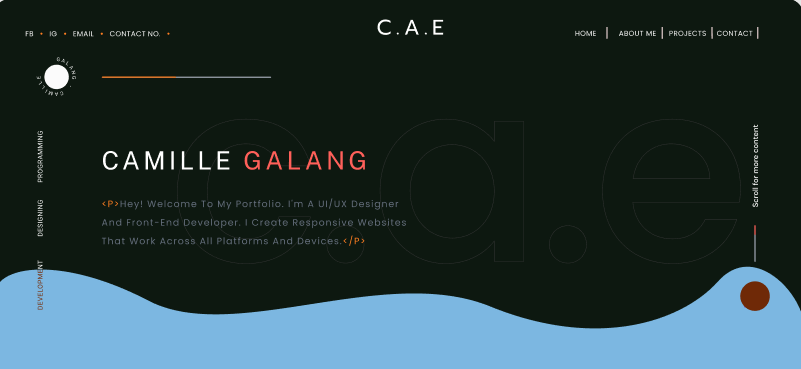 FB • IG • EMAIL • CONTACT NO. •
C.A.E
HOME | ABOUT ME | PROJECTS | CONTACT |
GALANG . CAMILLE
PROGRAMMING
DESIGNING
DEVELOPMENT
c.a.e
CAMILLE GALANG
<P>Hey! Welcome To My Portfolio. I'm A UI/UX Designer
And Front-End Developer. I Create Responsive Websites
That Work Across All Platforms And Devices.</P>
Scroll for more content